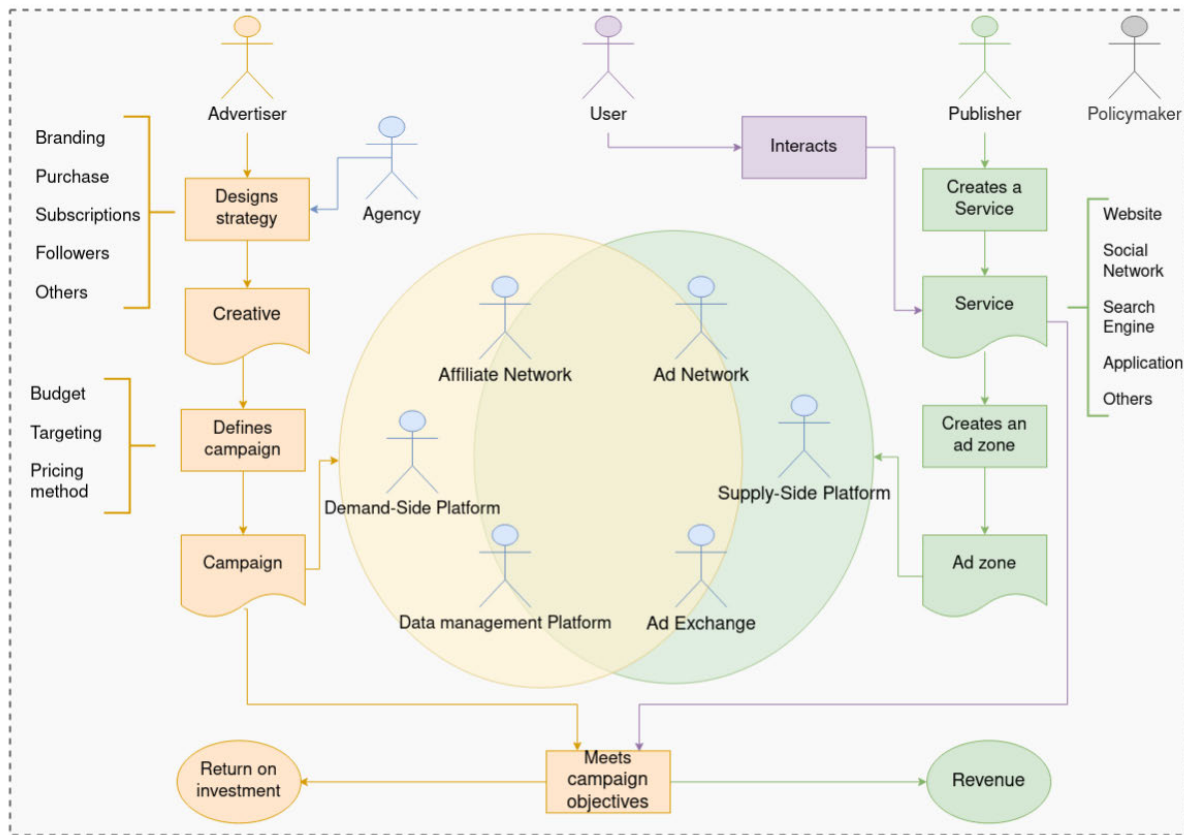 Advertiser
User
Publisher
Policymaker
Branding
Purchase
Subscriptions
Followers
Others
Designs
strategy
Agency
Interacts
Creates a
Service
Website
Social
Network
Search
Engine
Application
Others
Creative
Service
Affiliate Network
Ad Network
Budget
Targeting
Pricing
method
Defines
campaign
Creates an
ad zone
Demand-Side Platform
Supply-Side Platform
Campaign
Ad zone
Data management Platform
Ad Exchange
Return on
investment
Meets
campaign
objectives
Revenue